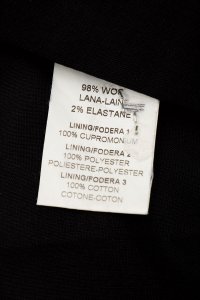 98% WOO
LANA-LAIN
2% ELASTANE
LINING/FODERA 1
100% CUPROMONIUM
LINING/FODERA 2
100% POLYESTER
POLIESTERE-POLYESTER
LINING/FODERA 3
100% COTTON
COTONE-COTON